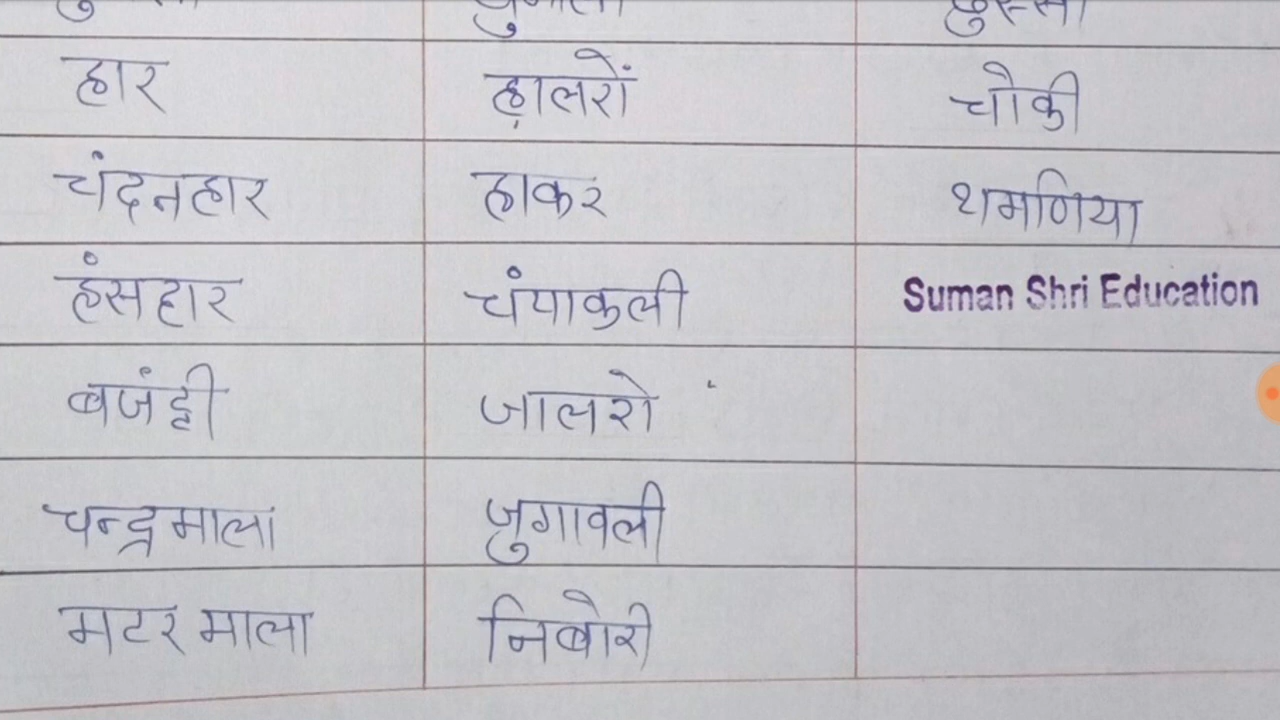 हार हालरों चौकी
चंदनहार हाकर थमणिया
हंसहार चंपाकली Suman Shri Education
बजंट्टी जालरो
चन्द्रमाला जुगावली
मटर माला निबोरी